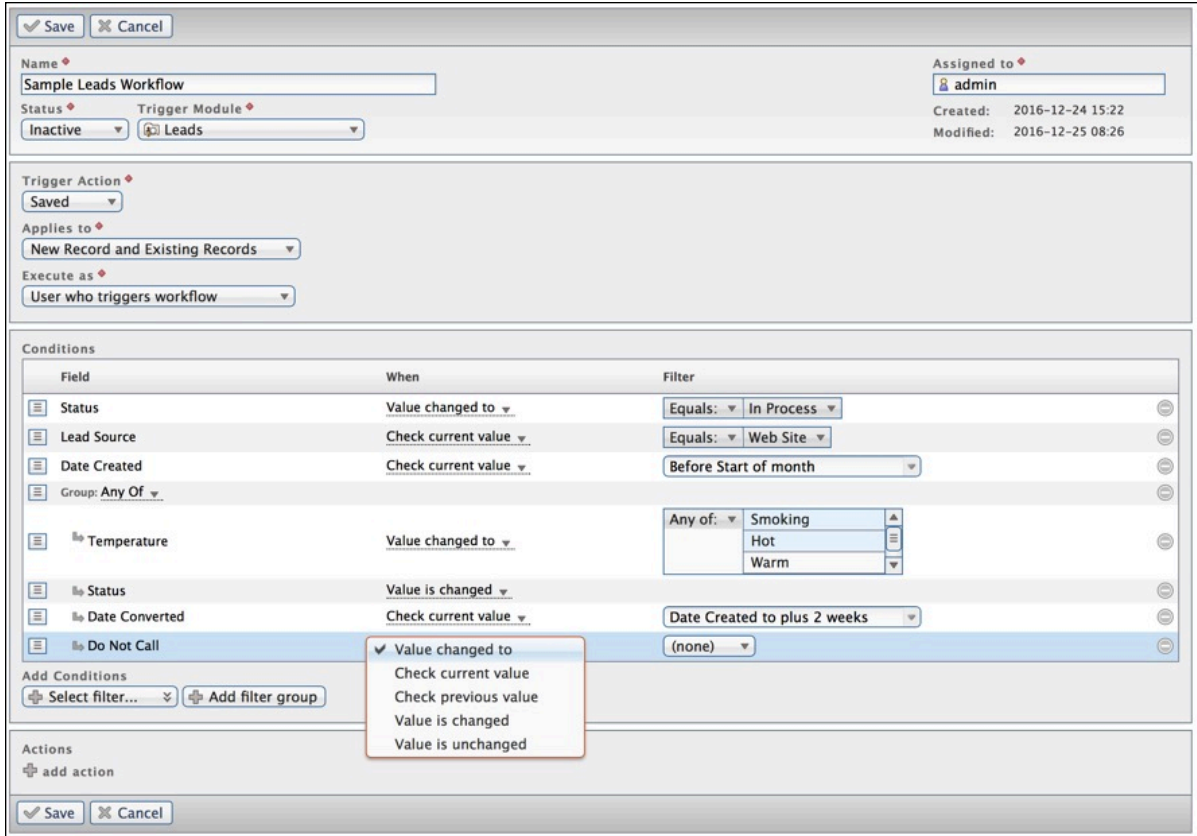 Save Cancel
Name Assigned to
Sample Leads Workflow admin
Status Trigger Module Created: 2016-12-24 15:22
Inactive Leads Modified: 2016-12-25 08:26
Trigger Action
Saved
Applies to
New Record and Existing Records
Execute as
User who triggers workflow
Conditions
Field When Filter
Status Value changed to Equals: In Process
Lead Source Check current value Equals: Web Site
Date Created Check current value Before Start of month
Group: Any Of
Any of: Smoking
Temperature Value changed to Hot
Warm
Status Value is changed
Date Converted Check current value Date Created to plus 2 weeks
Do Not Call Value changed to (none)
Check current value
Add Conditions Check previous value
Select filter... Add filter group Value is changed
Value is unchanged
Actions
add action
Save Cancel